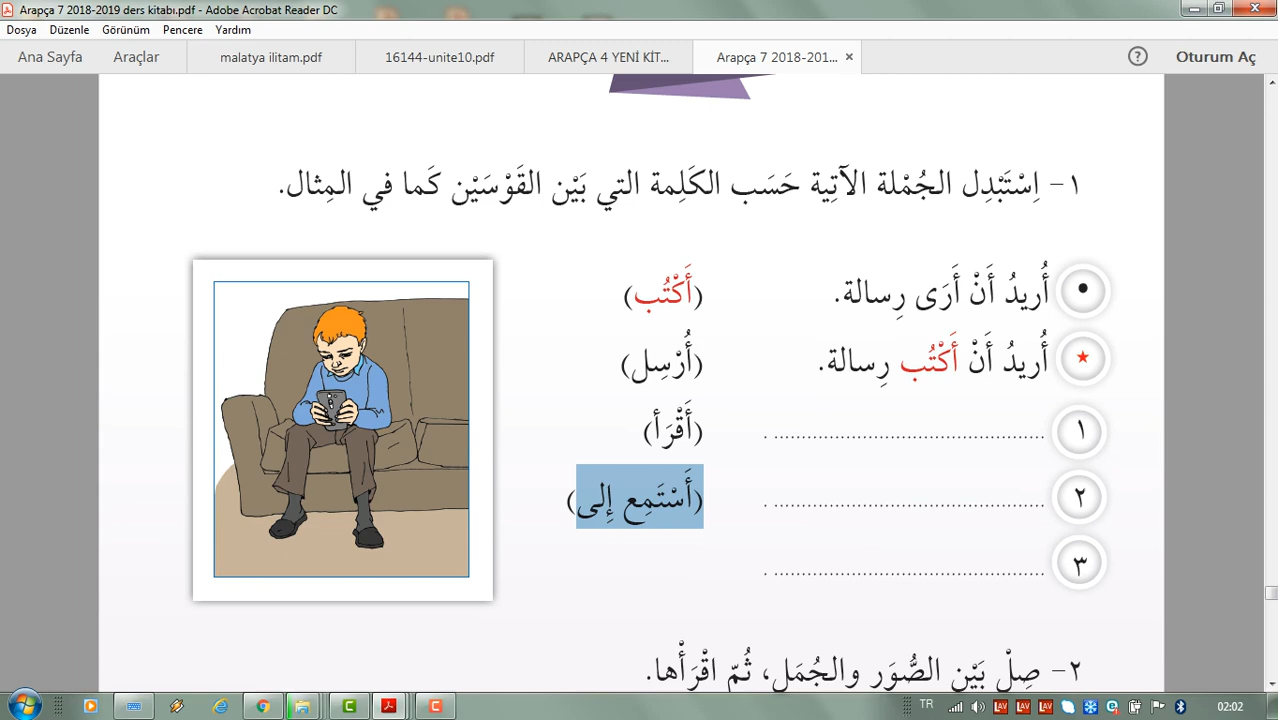 Arapça 7 2018-2019 ders kitabı.pdf - Adobe Acrobat Reader DC
Dosya Düzenle Görünüm Pencere Yardım
Ana Sayfa Araçlar malatya ilitam.pdf 16144-unite10.pdf ARAPÇA 4 YENİ KİT... Arapça 7 2018-201... × ? Oturum Aç
١- اِسْتَبْدِل الجُمْلة الآتِية حَسَب الكَلِمة التي بَيْن القَوْسَيْن كَما في المِثال.
• أُريدُ أَنْ أَرَى رِسالة. (أَكْتُب)
★ أُريدُ أَنْ أَكْتُب رِسالة. (أُرْسِل)
١ ............................................. . (أَقْرَأ)
٢ ............................................. . (أَسْتَمِع إِلى)
٣ ............................................. .
٢- صِلْ بَيْن الصُّوَر والجُمَل، ثُمّ اقْرَأْها.
TR 02:02